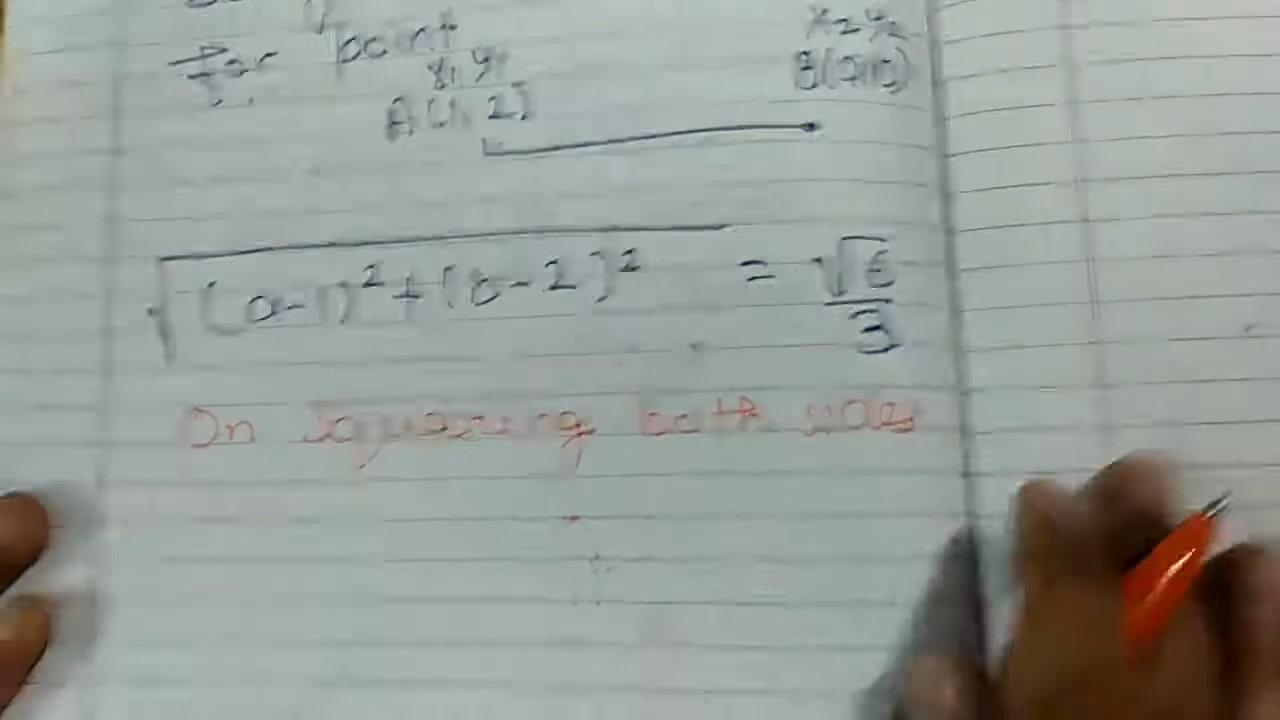 point
x₁ y₁
x₂ y₂
A(1, 2)
√((a-1)² + (b-2)²) = √6/3
On squaring both sides